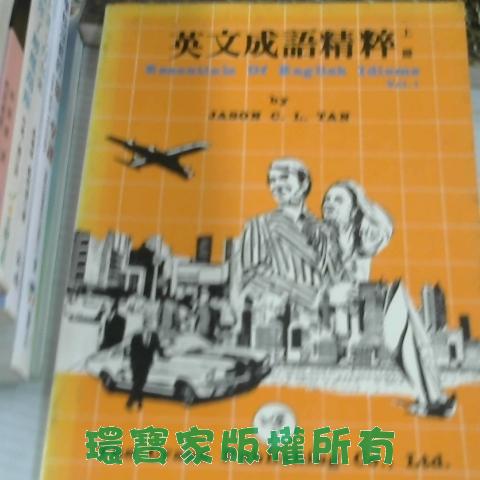 英文成語精粹 上冊
Essentials Of English Idioms
Vol. 1
by
JASON C. L. TAN
環寶家版權所有
Ltd.